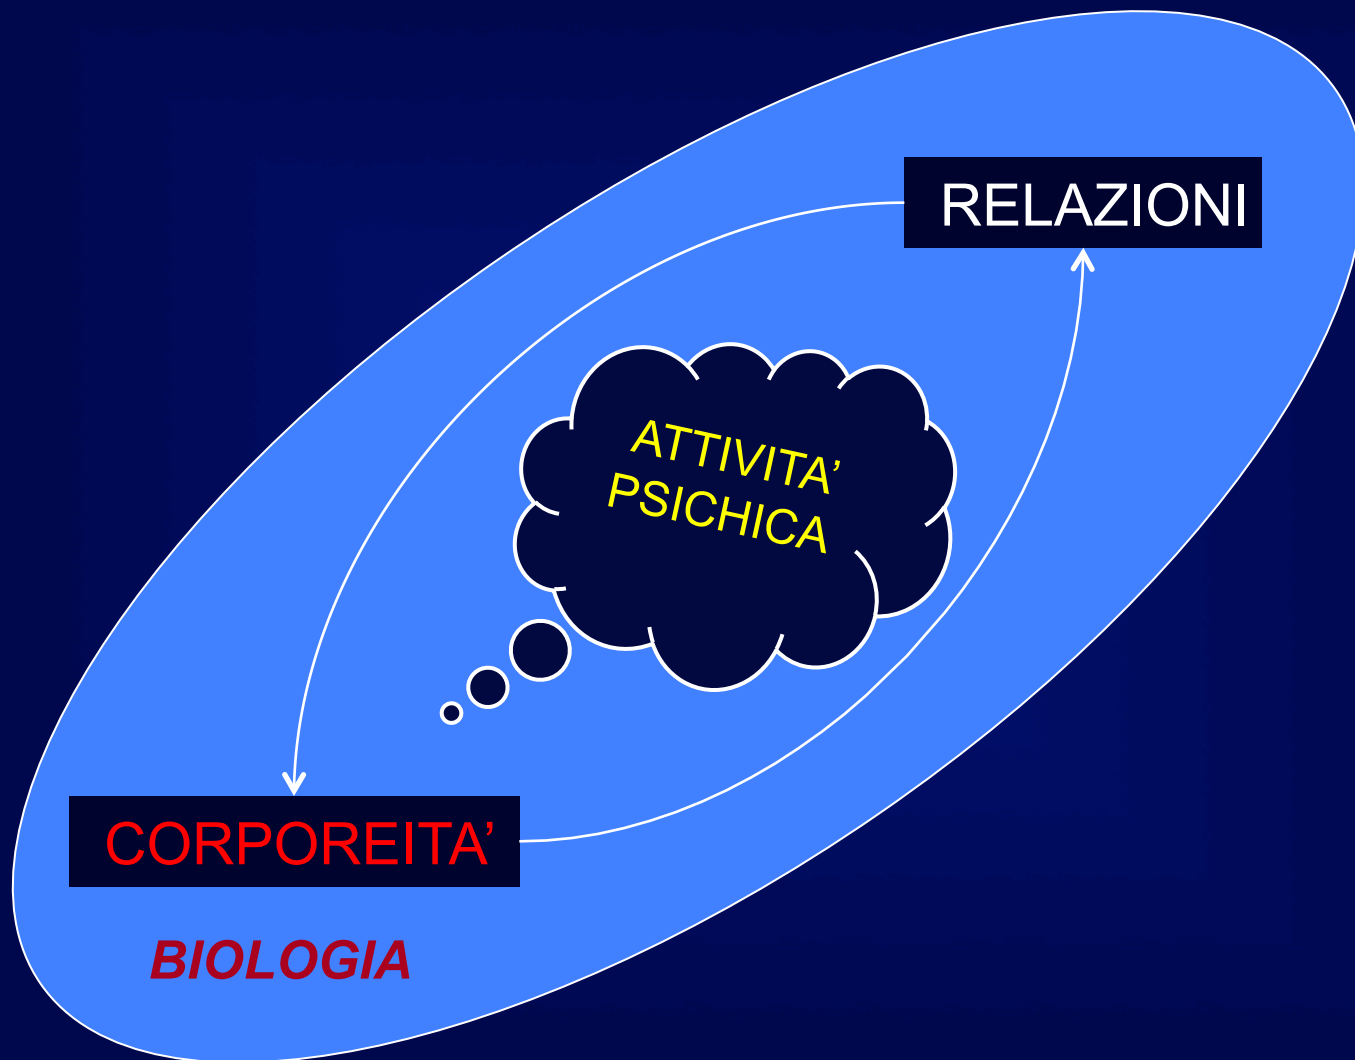 RELAZIONI
ATTIVITA’
PSICHICA
CORPOREITA’
BIOLOGIA